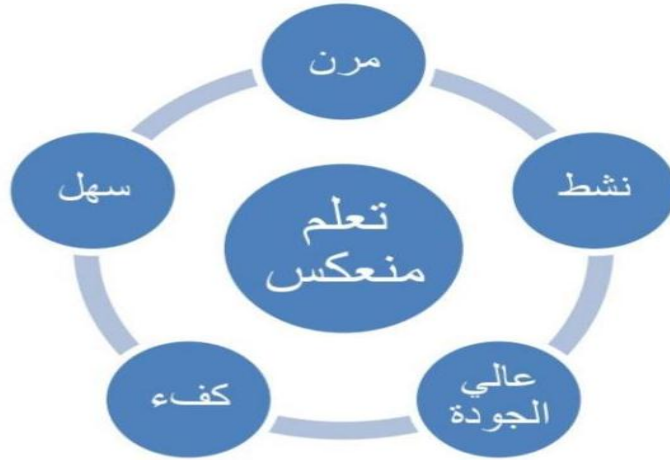 مرن
نشط
سهل
تعلم
منعكس
عالي
الجودة
كفء